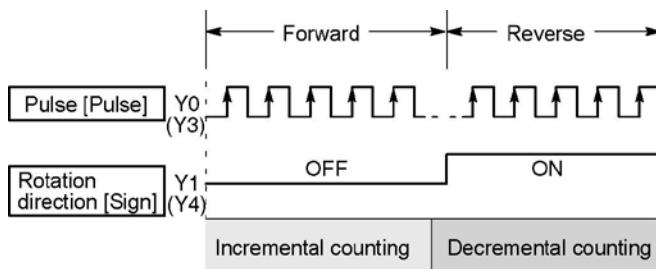 Forward Reverse
Pulse [Pulse] Y0
(Y3)
OFF ON
Rotation Y1
direction [Sign] (Y4)
Incremental counting Decremental counting